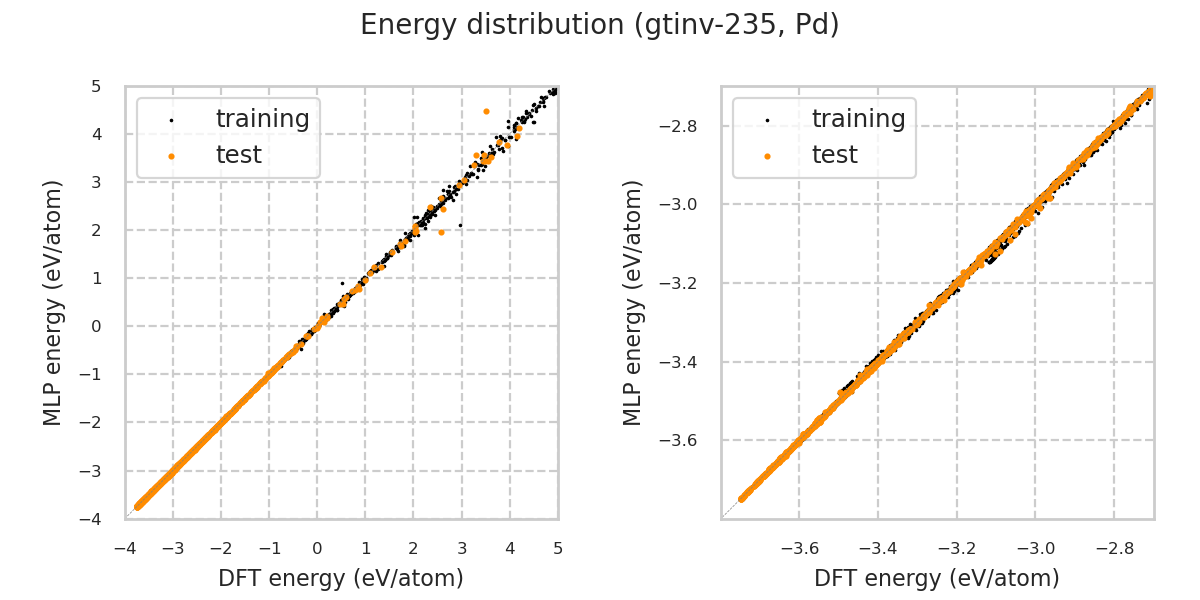 Energy distribution (gtinv-235, Pd)
training
test
5
4
3
2
1
0
−1
−2
−3
−4
MLP energy (eV/atom)
−4 −3 −2 −1 0 1 2 3 4 5
DFT energy (eV/atom)
training
test
−2.8
−3.0
−3.2
−3.4
−3.6
MLP energy (eV/atom)
−3.6 −3.4 −3.2 −3.0 −2.8
DFT energy (eV/atom)